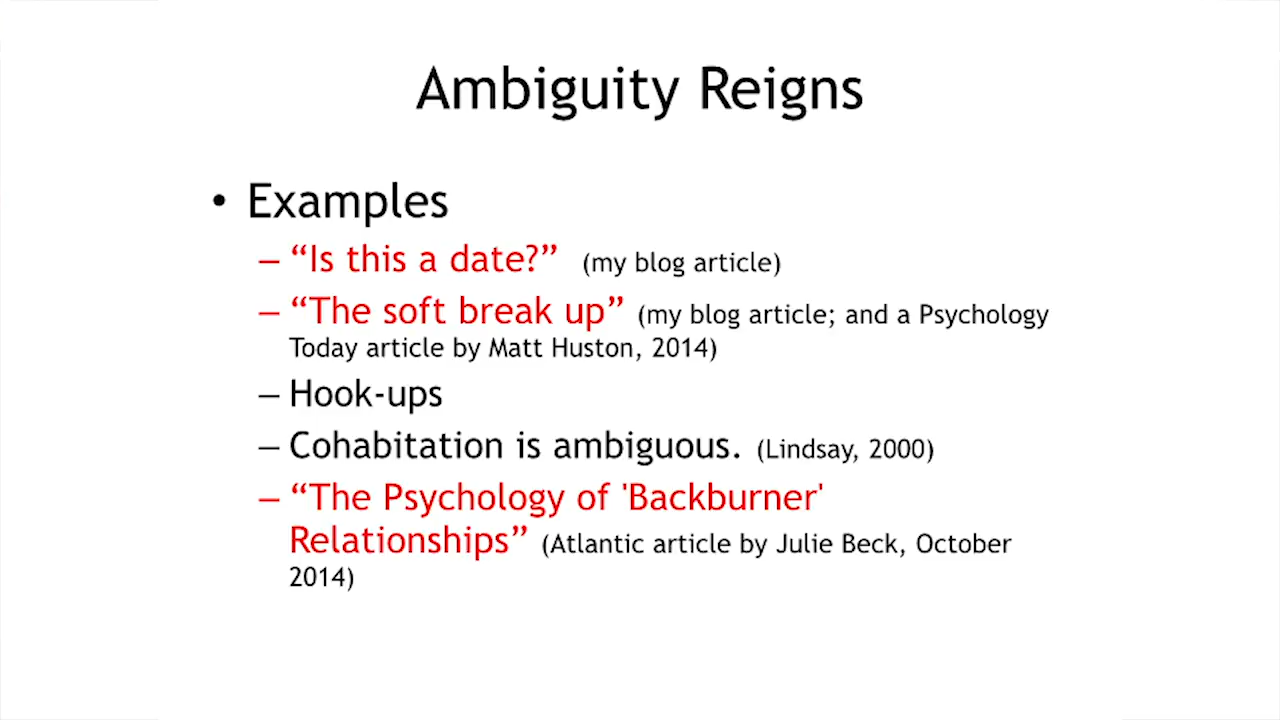 Ambiguity Reigns
• Examples
– “Is this a date?” (my blog article)
– “The soft break up” (my blog article; and a Psychology
Today article by Matt Huston, 2014)
– Hook-ups
– Cohabitation is ambiguous. (Lindsay, 2000)
– “The Psychology of 'Backburner'
Relationships” (Atlantic article by Julie Beck, October
2014)